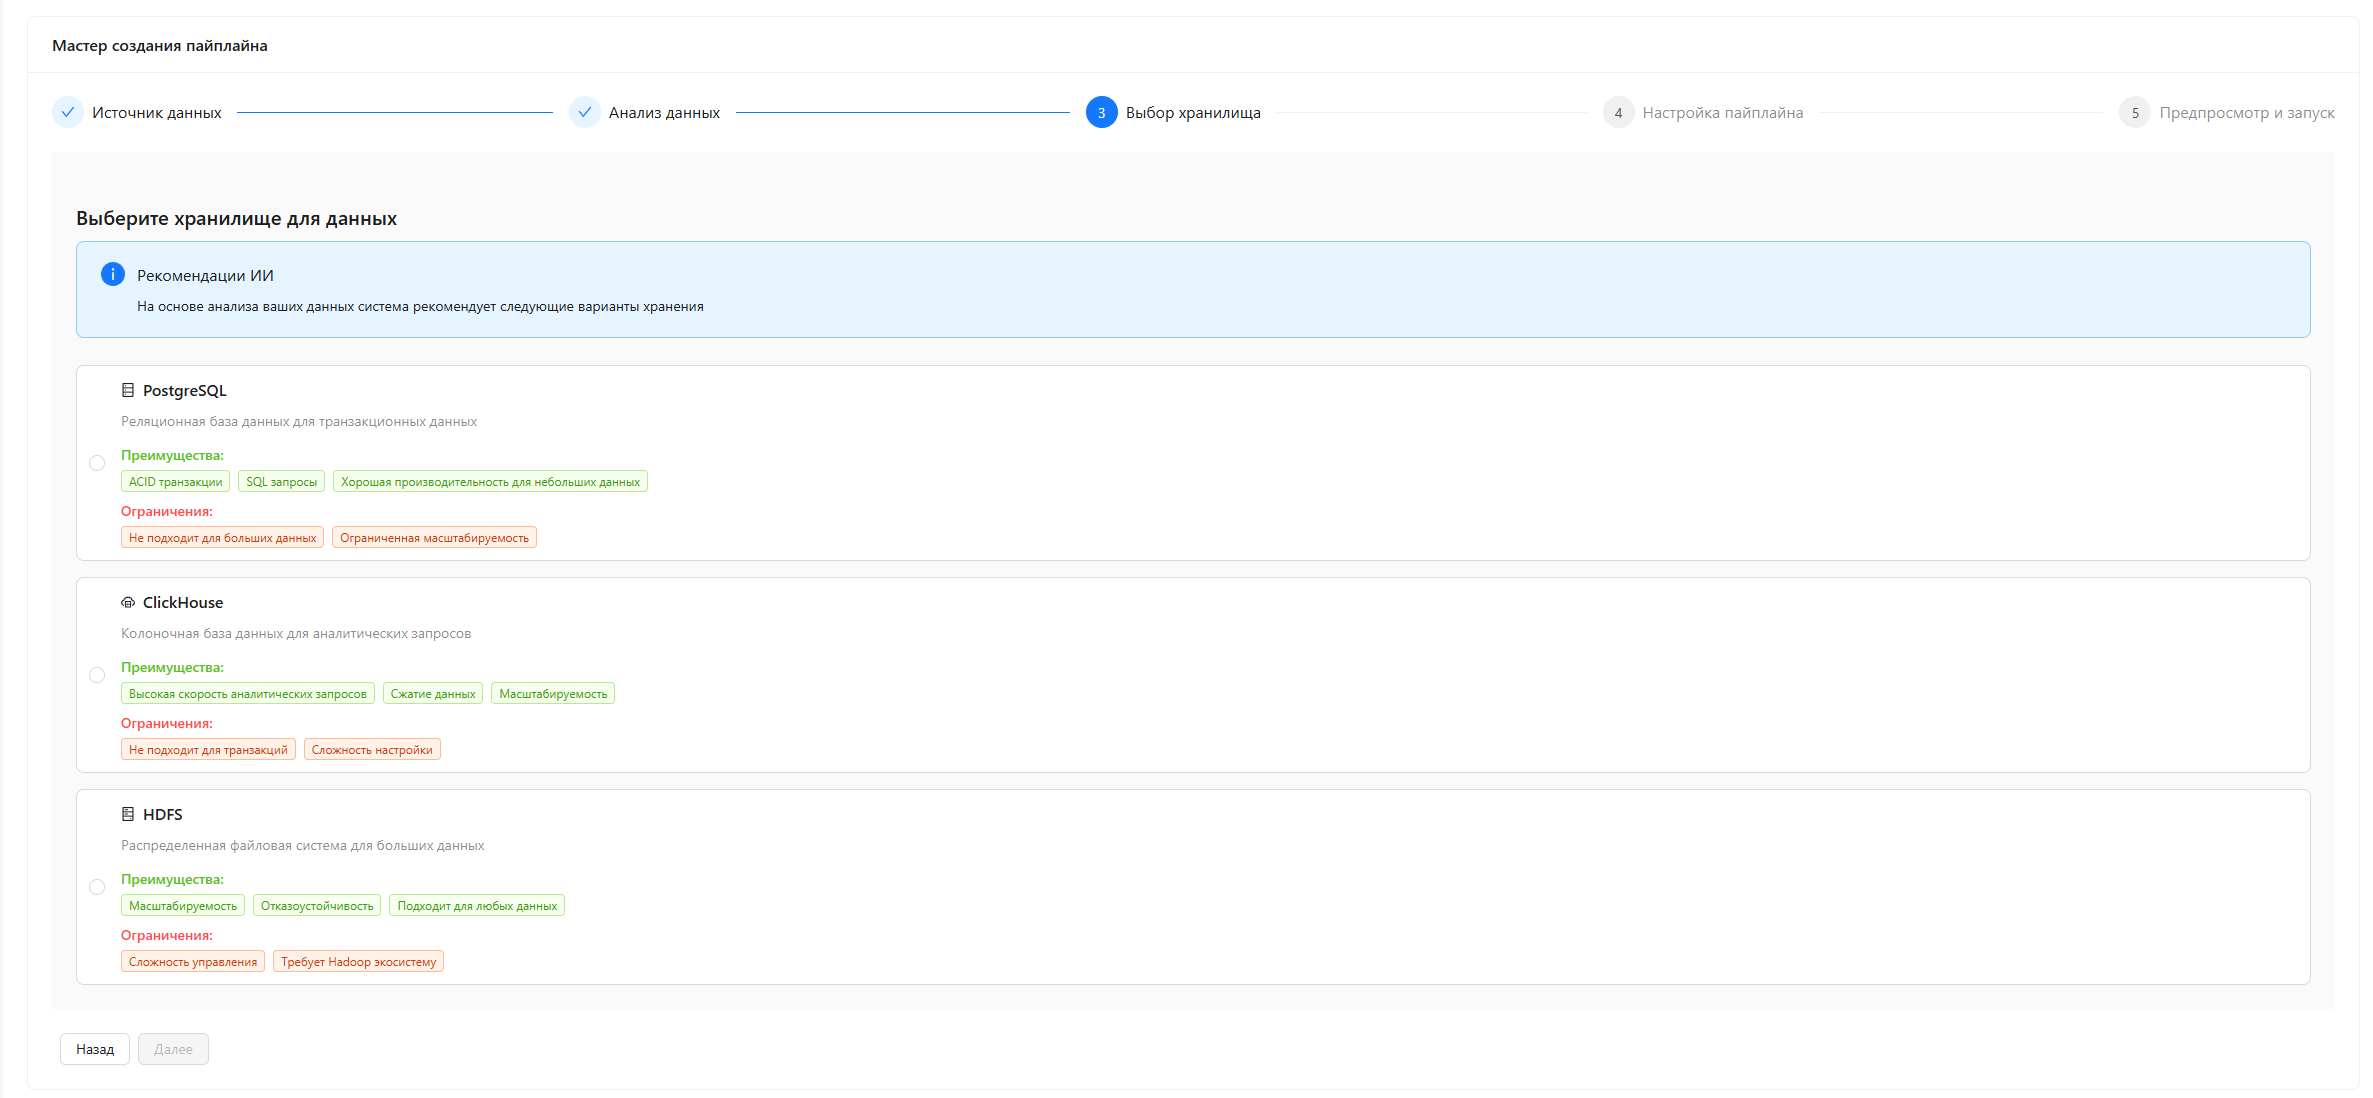 Мастер создания пайплайна
Источник данных
Анализ данных
3 Выбор хранилища
4 Настройка пайплайна
5 Предпросмотр и запуск
Выберите хранилище для данных
Рекомендации ИИ
На основе анализа ваших данных система рекомендует следующие варианты хранения
PostgreSQL
Реляционная база данных для транзакционных данных
Преимущества:
ACID транзакции SQL запросы Хорошая производительность для небольших данных
Ограничения:
Не подходит для больших данных Ограниченная масштабируемость
ClickHouse
Колоночная база данных для аналитических запросов
Преимущества:
Высокая скорость аналитических запросов Сжатие данных Масштабируемость
Ограничения:
Не подходит для транзакций Сложность настройки
HDFS
Распределенная файловая система для больших данных
Преимущества:
Масштабируемость Отказоустойчивость Подходит для любых данных
Ограничения:
Сложность управления Требует Hadoop экосистему
Назад Далее